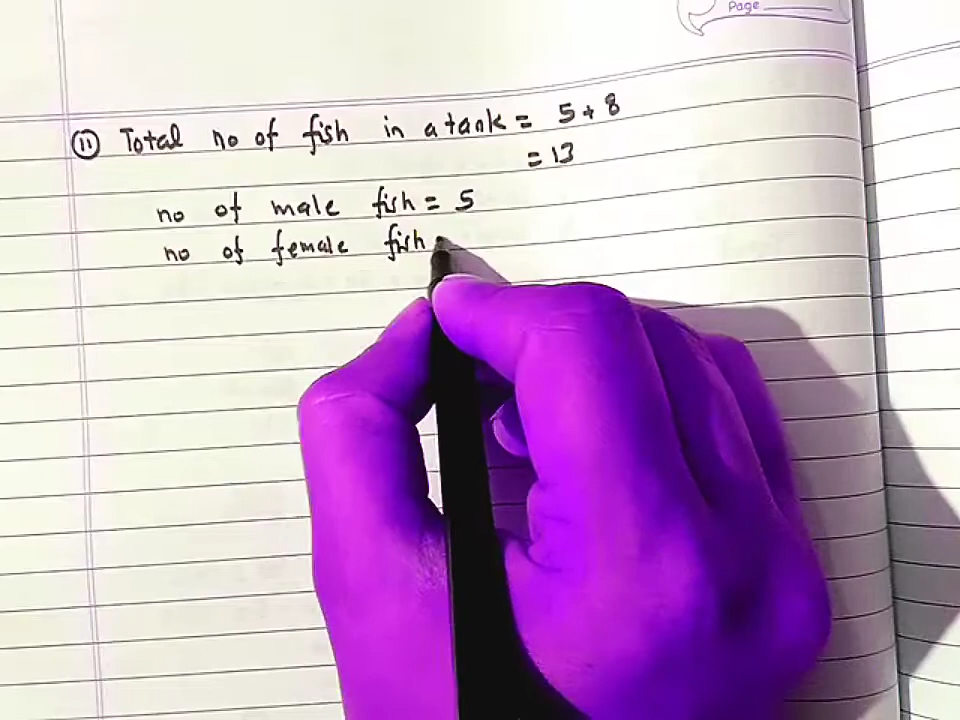 Page
11 Total no of fish in a tank = 5 + 8
= 13
no of male fish = 5
no of female fish